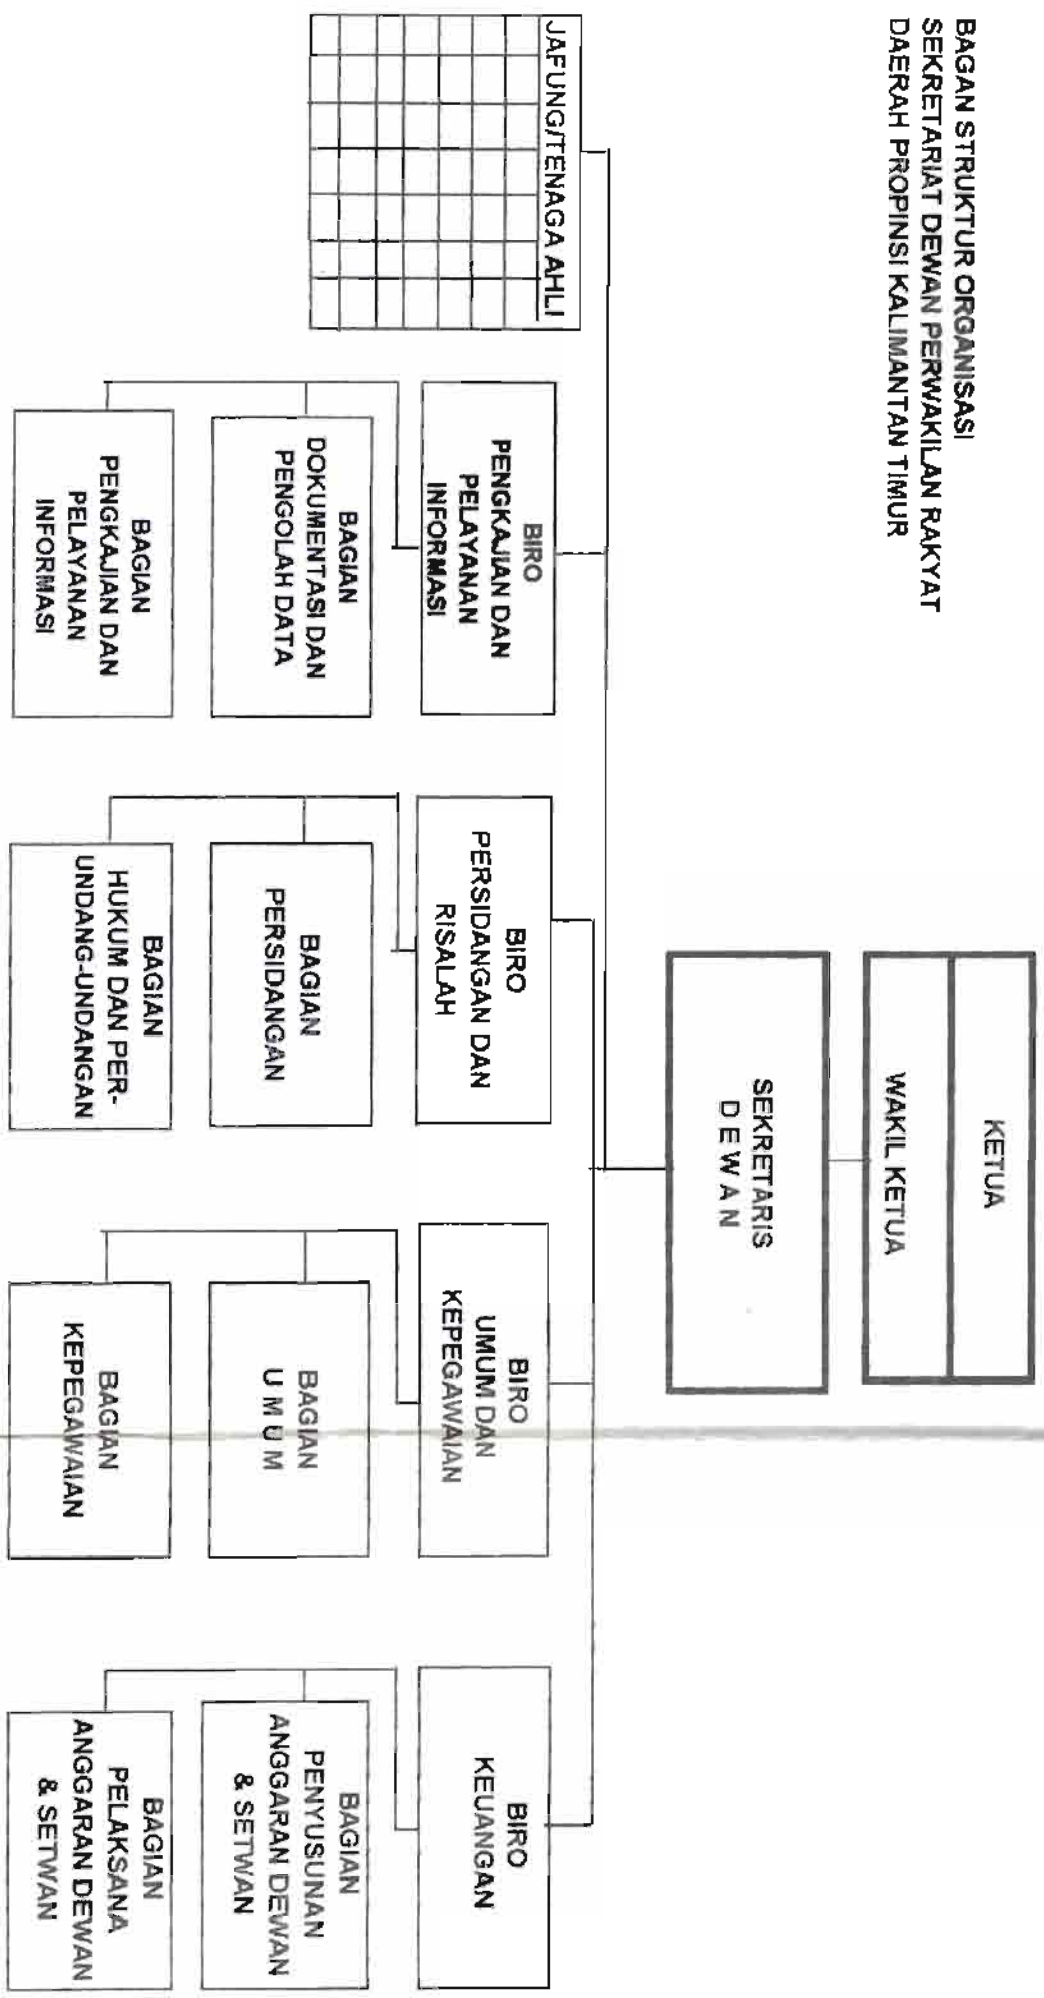 BAGAN STRUKTUR ORGANISASI
SEKRETARIAT DEWAN PERWAKILAN RAKYAT
DAERAH PROPINSI KALIMANTAN TIMUR
KETUA
WAKIL KETUA
SEKRETARIS
D E W A N
JAFUNG/TENAGA AHLI
BIRO
PENGKAJIAN DAN
PELAYANAN
INFORMASI
BAGIAN
DOKUMENTASI DAN
PENGOLAH DATA
BAGIAN
PENGKAJIAN DAN
PELAYANAN
INFORMASI
BIRO
PERSIDANGAN DAN
RISALAH
BAGIAN
PERSIDANGAN
BAGIAN
HUKUM DAN PER-
UNDANG-UNDANGAN
BIRO
UMUM DAN
KEPEGAWAIAN
BAGIAN
U M U M
BAGIAN
KEPEGAWAIAN
BIRO
KEUANGAN
BAGIAN
PENYUSUNAN
ANGGARAN DEWAN
& SETWAN
BAGIAN
PELAKSANA
ANGGARAN DEWAN
& SETWAN